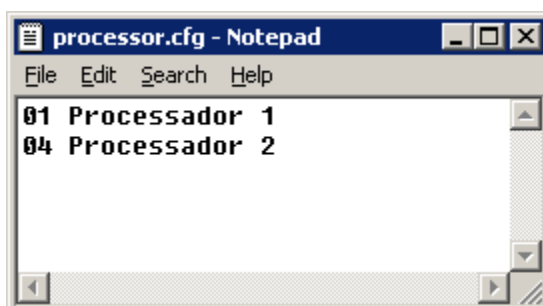 processor.cfg - Notepad
File Edit Search Help
01 Processador 1
04 Processador 2